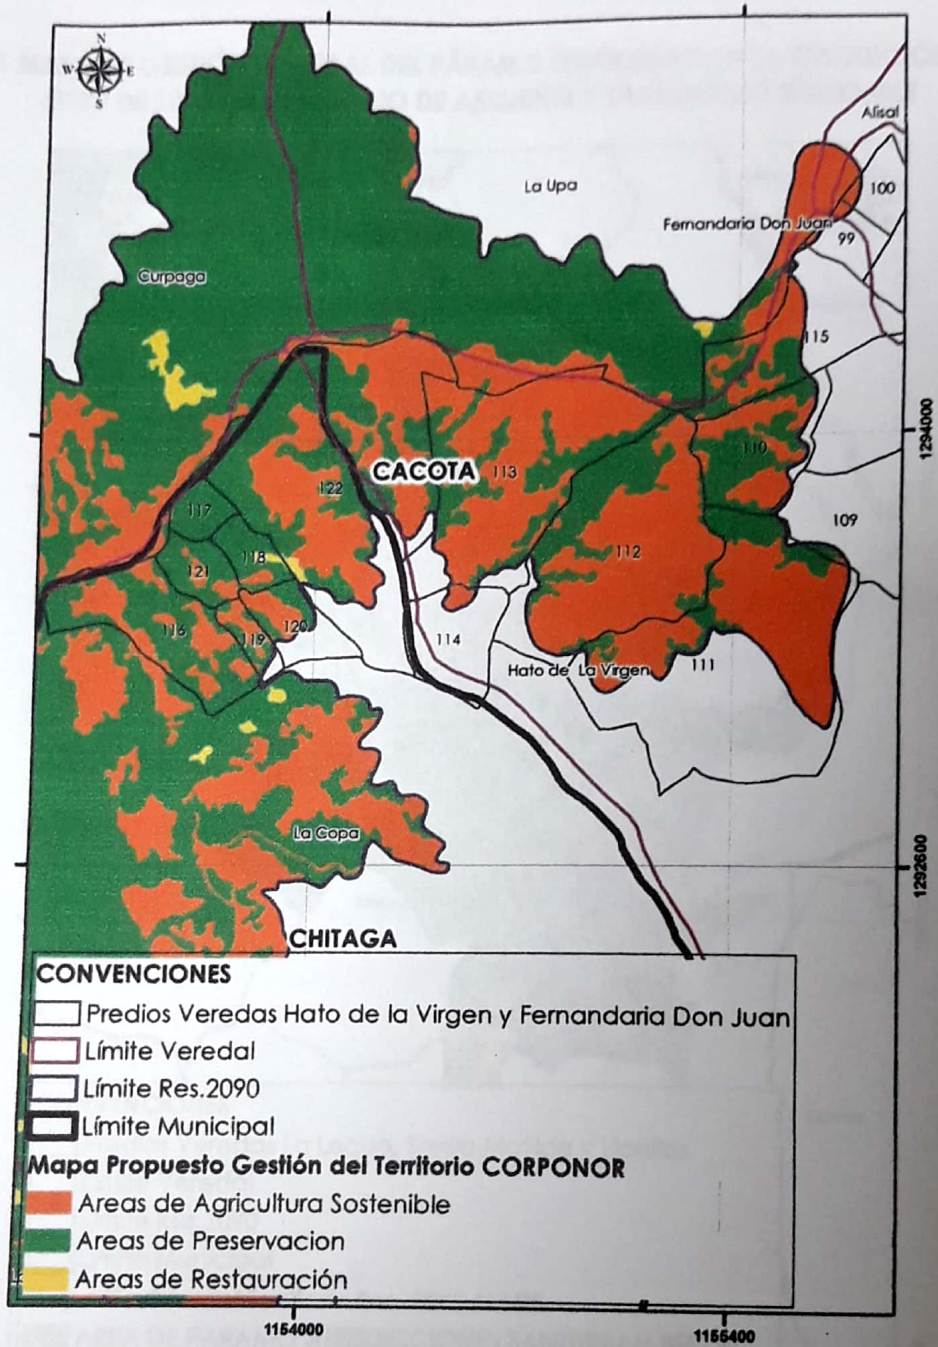 N
W E
S
Alisal
La Upa
100
Fernandaria Don Juan
99
Curpaga
115
1294000
110
CACOTA
113
122
117
109
118
112
121
116
120
119
114
Hato de La Virgen
111
La Copa
1292600
CHITAGA
CONVENCIONES
Predios Veredas Hato de la Virgen y Fernandaria Don Juan
Límite Veredal
Límite Res.2090
Límite Municipal
Mapa Propuesto Gestión del Territorio CORPONOR
Areas de Agricultura Sostenible
Areas de Preservacion
Areas de Restauración
1154000
1155400